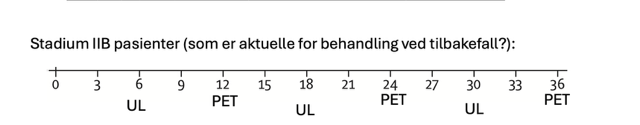 Stadium IIB pasienter (som er aktuelle for behandling ved tilbakefall?):
0 3 6 9 12 15 18 21 24 27 30 33 36
UL PET UL PET UL PET